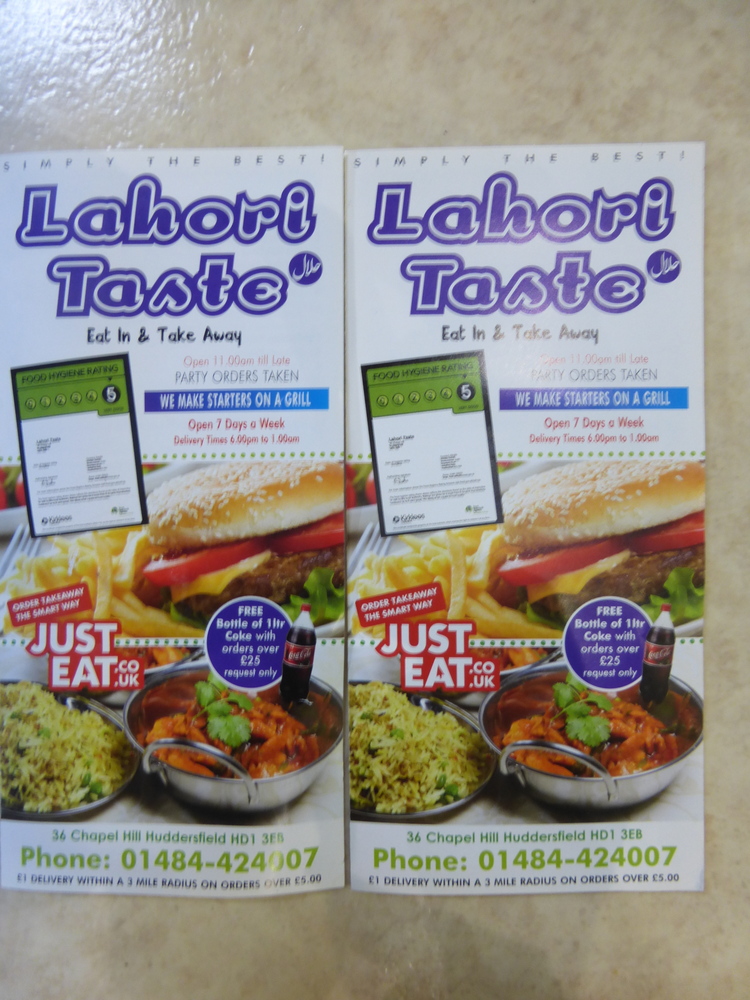 SIMPLY THE BEST!
Lahori
Taste
حلال
Eat In & Take Away
Open 11.00am till Late
PARTY ORDERS TAKEN
FOOD HYGIENE RATING
5
WE MAKE STARTERS ON A GRILL
Open 7 Days a Week
Delivery Times 6.00pm to 1.00am
Lahori Taste
Kirklees
ORDER TAKEAWAY
THE SMART WAY
JUST
EAT.CO
.UK
FREE
Bottle of 1ltr
Coke with
orders over
£25
request only
Coca-Cola
36 Chapel Hill Huddersfield HD1 3EB
Phone: 01484-424007
£1 DELIVERY WITHIN A 3 MILE RADIUS ON ORDERS OVER £5.00
SIMPLY THE BEST!
Lahori
Taste
حلال
Eat In & Take Away
Open 11.00am till Late
PARTY ORDERS TAKEN
FOOD HYGIENE RATING
5
WE MAKE STARTERS ON A GRILL
Open 7 Days a Week
Delivery Times 6.00pm to 1.00am
Lahori Taste
Kirklees
ORDER TAKEAWAY
THE SMART WAY
JUST
EAT.CO
.UK
FREE
Bottle of 1ltr
Coke with
orders over
£25
request only
Coca-Cola
36 Chapel Hill Huddersfield HD1 3EB
Phone: 01484-424007
£1 DELIVERY WITHIN A 3 MILE RADIUS ON ORDERS OVER £5.00